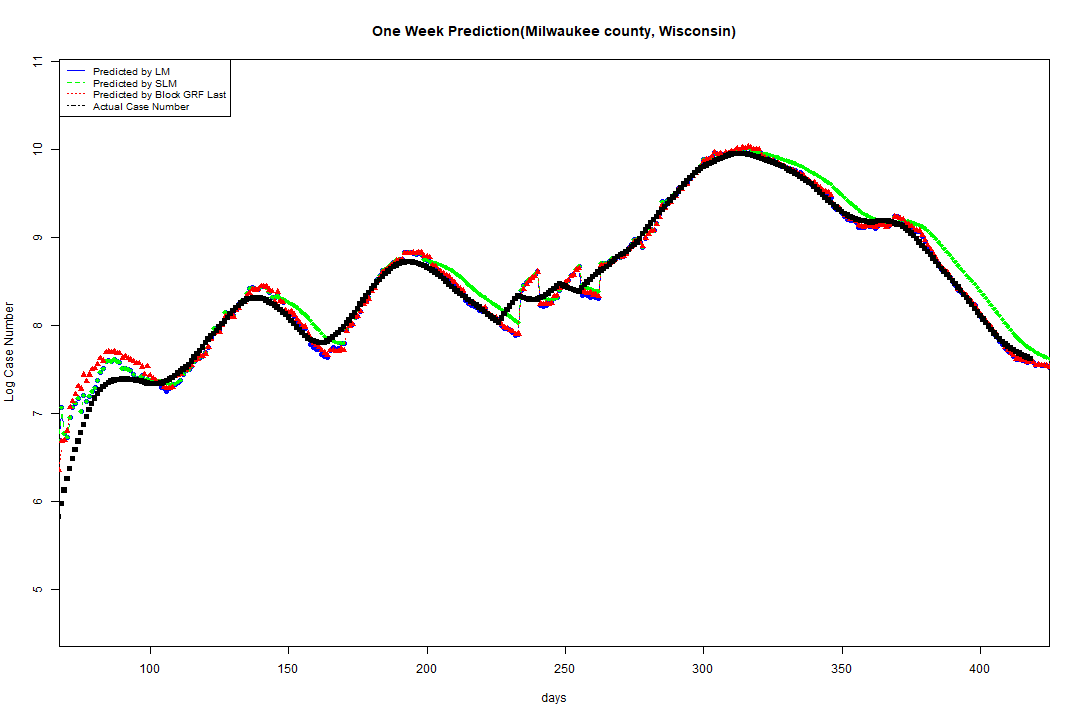 One Week Prediction(Milwaukee county, Wisconsin)
Predicted by LM
Predicted by SLM
Predicted by Block GRF Last
Actual Case Number
Log Case Number
11
10
9
8
7
6
5
100 150 200 250 300 350 400
days